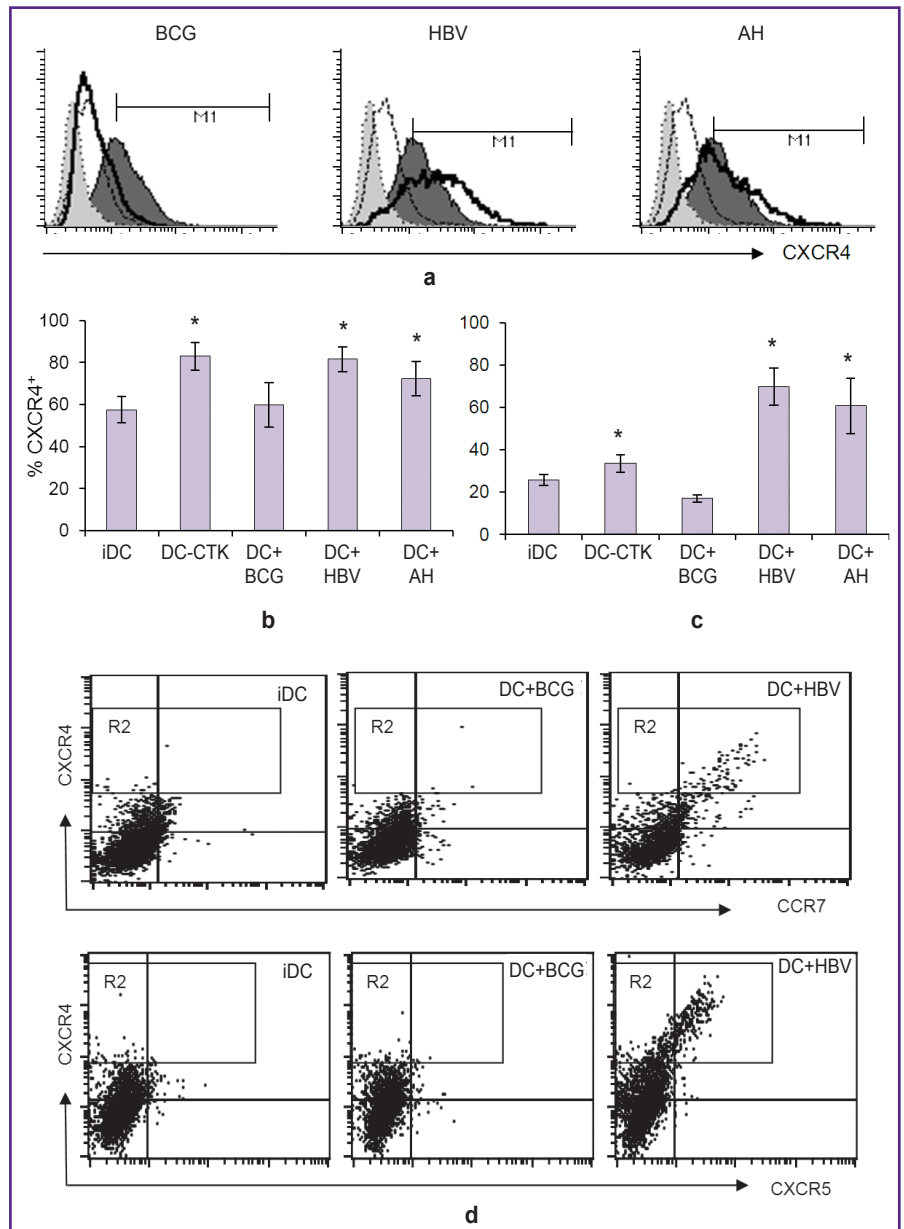 BCG HBV AH
M1 M1 M1
CXCR4
a
% CXCR4+
100 80 60 40 20 0
* * *
iDC DC-CTK DC+ BCG DC+ HBV DC+ AH
b
100 80 60 40 20 0
* * *
iDC DC-CTK DC+ BCG DC+ HBV DC+ AH
c
CXCR4
R2 iDC
R2 DC+BCG
R2 DC+HBV
CCR7
CXCR4
R2 iDC
R2 DC+BCG
R2 DC+HBV
CXCR5
d